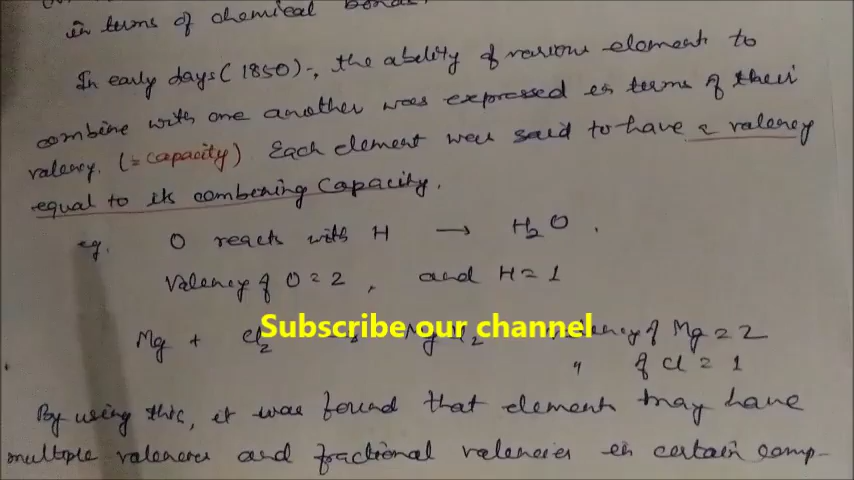 in terms of chemical bonds.
In early days (1850) -, the ability of various element to
combine with one another was expressed in terms of their
valency. (= capacity) Each element was said to have a valency
equal to its combining capacity.
eg. O reacts with H → H₂O.
Valency of O = 2, and H = 1
Mg + Cl₂ → valency of Mg = 2
Subscribe our channel
" of Cl = 1
By using this, it was found that elements may have
multiple valencies and fractional valencies in certain comp-